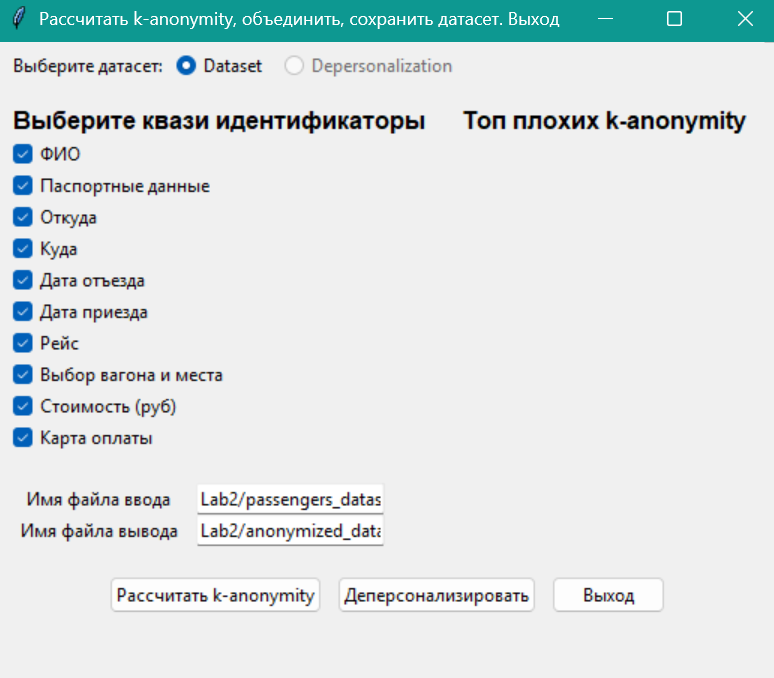 Рассчитать k-anonymity, объединить, сохранить датасет. Выход
Выберите датасет: Dataset Depersonalization
Выберите квази идентификаторы Топ плохих k-anonymity
ФИО
Паспортные данные
Откуда
Куда
Дата отъезда
Дата приезда
Рейс
Выбор вагона и места
Стоимость (руб)
Карта оплаты
Имя файла ввода Lab2/passengers_datas
Имя файла вывода Lab2/anonymized_data
Рассчитать k-anonymity Деперсонализировать Выход